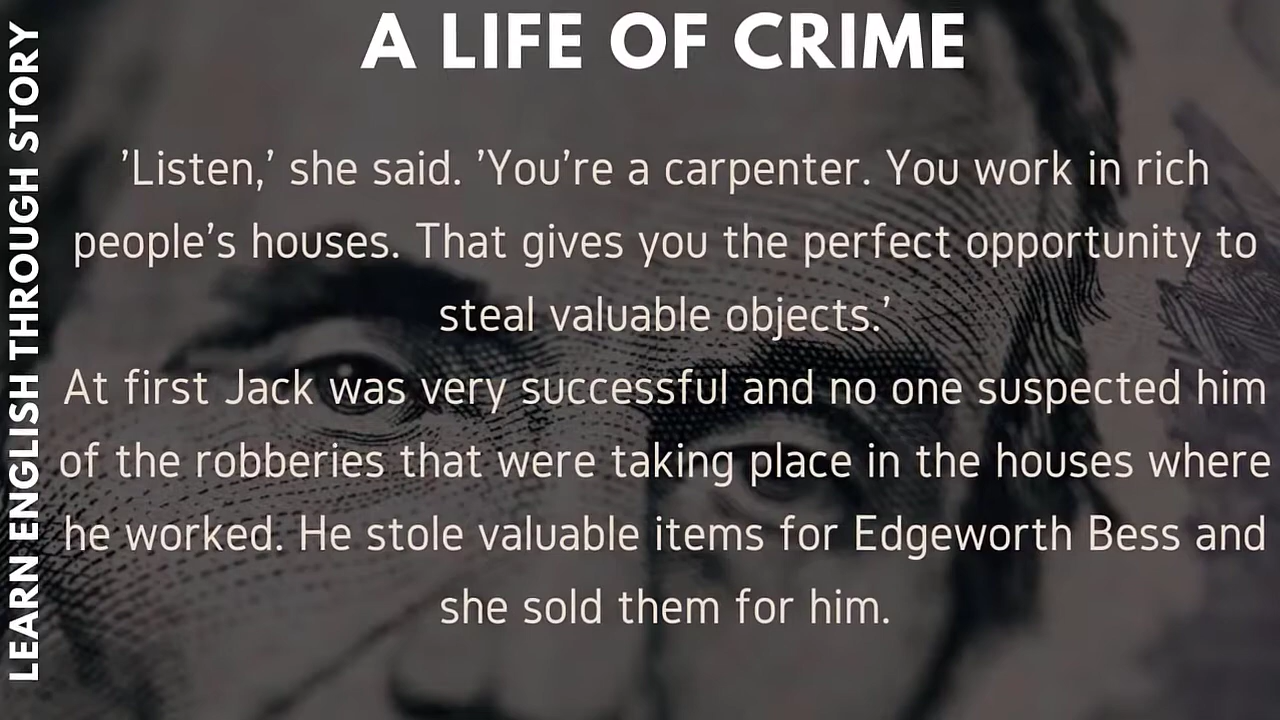 A LIFE OF CRIME
’Listen,’ she said. ’You’re a carpenter. You work in rich
people’s houses. That gives you the perfect opportunity to
steal valuable objects.’
At first Jack was very successful and no one suspected him
of the robberies that were taking place in the houses where
he worked. He stole valuable items for Edgeworth Bess and
she sold them for him.
LEARN ENGLISH THROUGH STORY